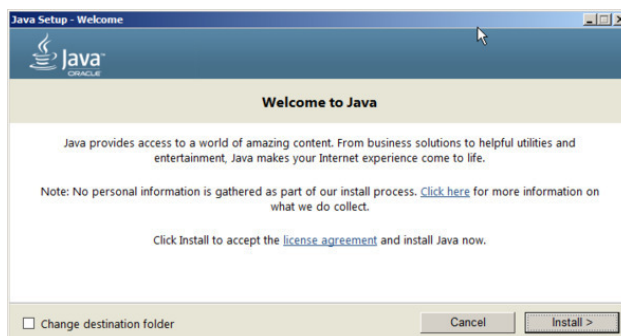 Java Setup - Welcome
Java™
ORACLE
Welcome to Java
Java provides access to a world of amazing content. From business solutions to helpful utilities and
entertainment, Java makes your Internet experience come to life.
Note: No personal information is gathered as part of our install process. Click here for more information on
what we do collect.
Click Install to accept the license agreement and install Java now.
Change destination folder
Cancel
Install >